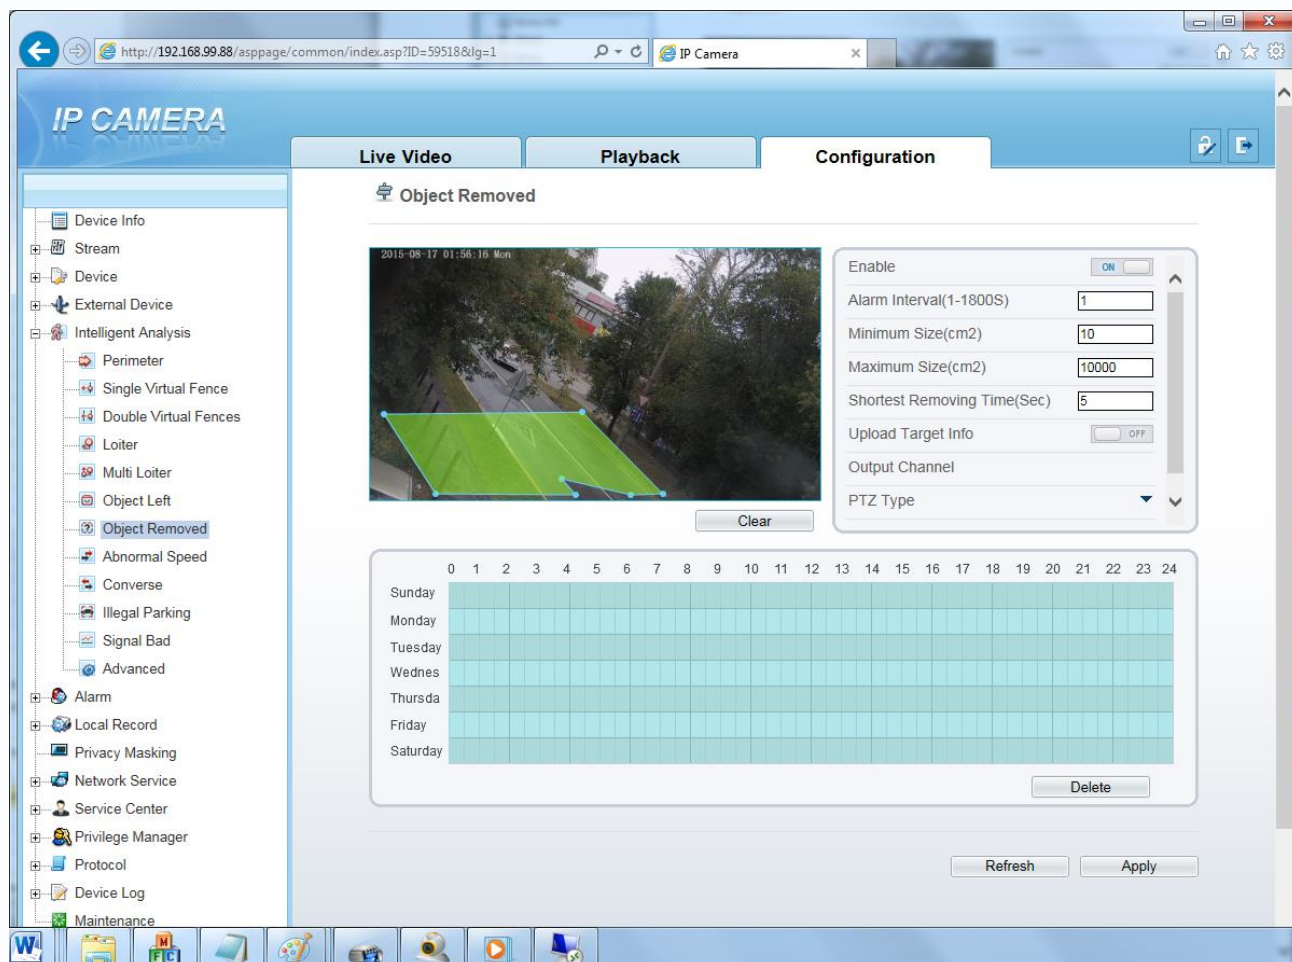 http://192.168.99.88/asppage/common/index.asp?ID=59518&lg=1
IP Camera
IP CAMERA
Live Video
Playback
Configuration
Object Removed
Device Info
Stream
Device
External Device
Intelligent Analysis
Perimeter
Single Virtual Fence
Double Virtual Fences
Loiter
Multi Loiter
Object Left
Object Removed
Abnormal Speed
Converse
Illegal Parking
Signal Bad
Advanced
Alarm
Local Record
Privacy Masking
Network Service
Service Center
Privilege Manager
Protocol
Device Log
Maintenance
2015-08-17 01:56:16 Mon
Clear
Enable ON
Alarm Interval(1-1800S) 1
Minimum Size(cm2) 10
Maximum Size(cm2) 10000
Shortest Removing Time(Sec) 5
Upload Target Info OFF
Output Channel
PTZ Type
0 1 2 3 4 5 6 7 8 9 10 11 12 13 14 15 16 17 18 19 20 21 22 23 24
Sunday
Monday
Tuesday
Wednes
Thursda
Friday
Saturday
Delete
Refresh Apply
W
M
F C